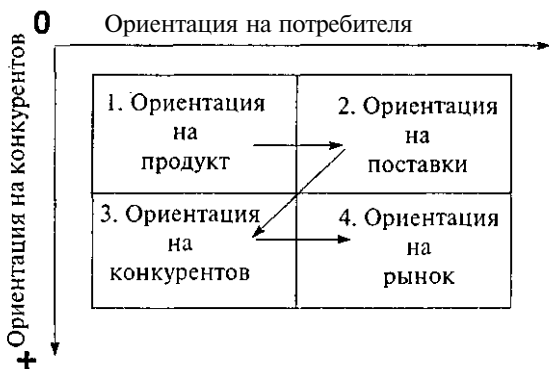 0
Ориентация на потребителя
Ориентация на конкурентов
+
1. Ориентация
на
продукт
2. Ориентация
на
поставки
3. Ориентация
на
конкурентов
4. Ориентация
на
рынок